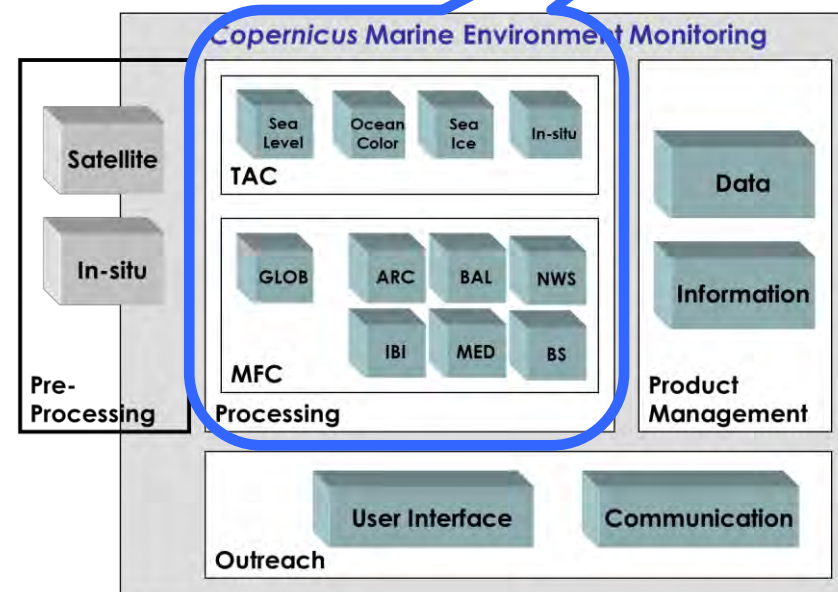 Copernicus Marine Environment Monitoring
Satellite
In-situ
Pre-
Processing
Sea
Level
Ocean
Color
Sea
Ice
In-situ
TAC
GLOB
ARC
BAL
NWS
IBI
MED
BS
MFC
Processing
Data
Information
Product
Management
User Interface
Communication
Outreach